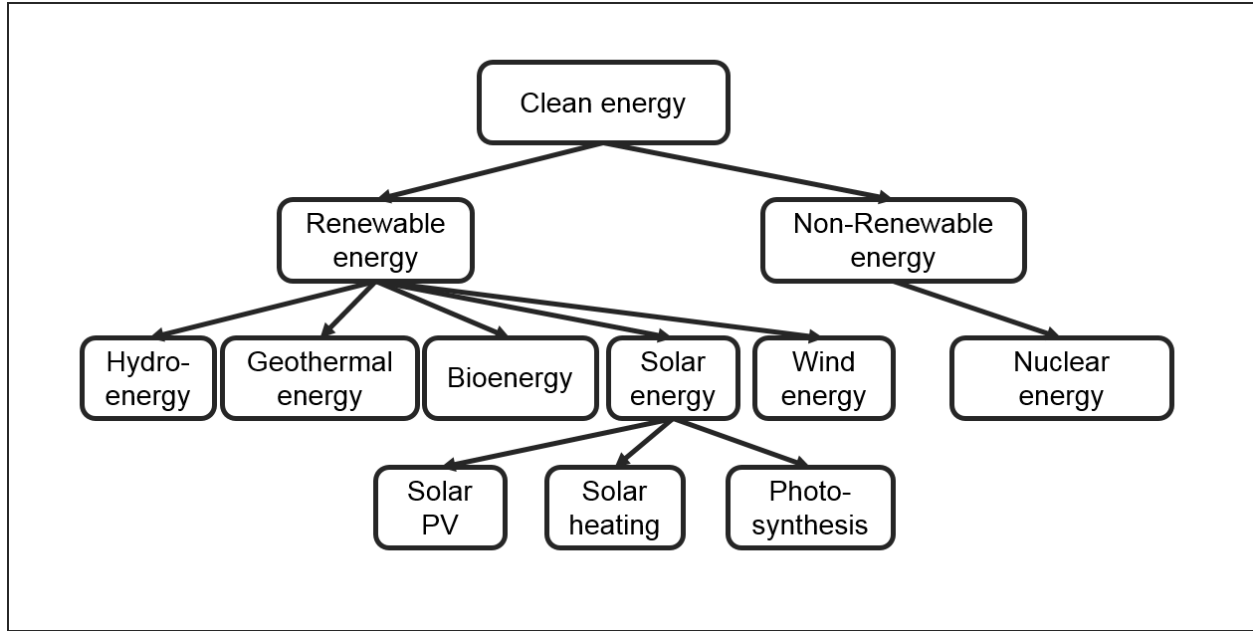 Clean energy
Renewable
energy
Non-Renewable
energy
Hydro-
energy
Geothermal
energy
Bioenergy
Solar
energy
Wind
energy
Nuclear
energy
Solar
PV
Solar
heating
Photo-
synthesis